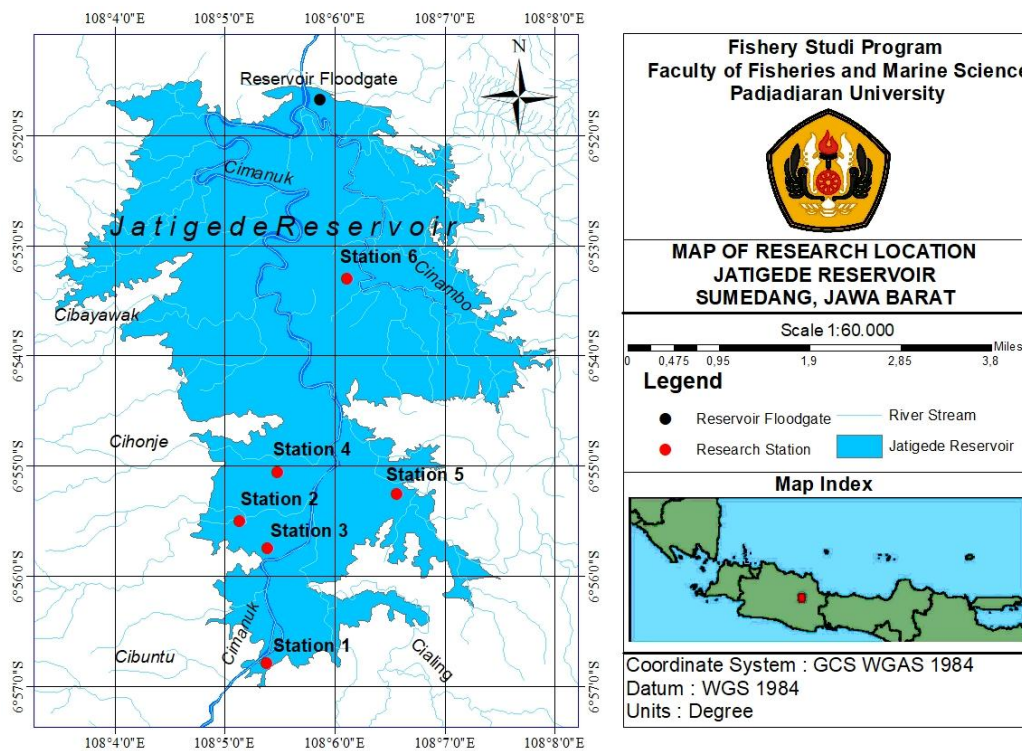 108°4'0"E 108°5'0"E 108°6'0"E 108°7'0"E 108°8'0"E
N
Reservoir Floodgate
6°52'0"S 6°52'0"S
Cimanuk
Jatigede Reservoir
6°53'0"S 6°53'0"S
Station 6
Cinambo
Cibayawak
6°54'0"S 6°54'0"S
Cihonje
Station 4
6°55'0"S 6°55'0"S
Station 5
Station 2
Station 3
6°56'0"S 6°56'0"S
Cimanuk
Station 1
Cibuntu
Cialing
6°57'0"S 6°57'0"S
108°4'0"E 108°5'0"E 108°6'0"E 108°7'0"E 108°8'0"E
Fishery Studi Program
Faculty of Fisheries and Marine Science
Padjadjaran University
MAP OF RESEARCH LOCATION
JATIGEDE RESERVOIR
SUMEDANG, JAWA BARAT
Scale 1:60.000
Miles
0 0,475 0,95 1,9 2,85 3,8
Legend
Reservoir Floodgate
River Stream
Research Station
Jatigede Reservoir
Map Index
Coordinate System : GCS WGAS 1984
Datum : WGS 1984
Units : Degree